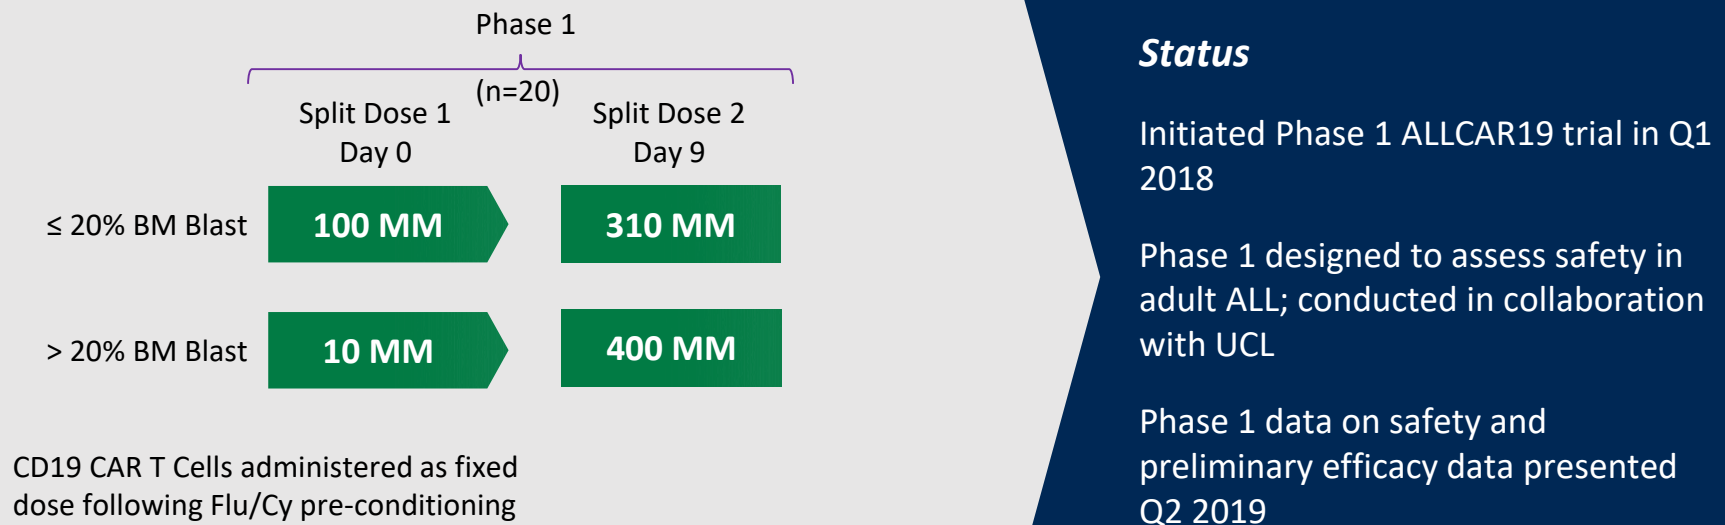 Phase 1
(n=20)
Split Dose 1
Day 0
Split Dose 2
Day 9
≤ 20% BM Blast
100 MM
310 MM
> 20% BM Blast
10 MM
400 MM
CD19 CAR T Cells administered as fixed
dose following Flu/Cy pre-conditioning
Status
Initiated Phase 1 ALLCAR19 trial in Q1
2018
Phase 1 designed to assess safety in
adult ALL; conducted in collaboration
with UCL
Phase 1 data on safety and
preliminary efficacy data presented
Q2 2019